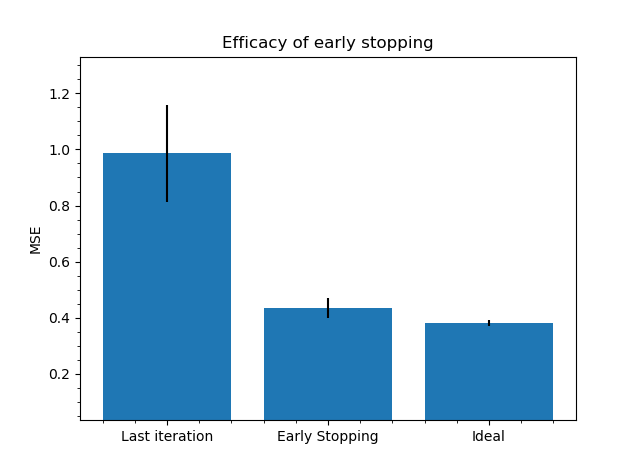 Efficacy of early stopping
1.2
1.0
0.8
0.6
0.4
0.2
MSE
Last iteration
Early Stopping
Ideal